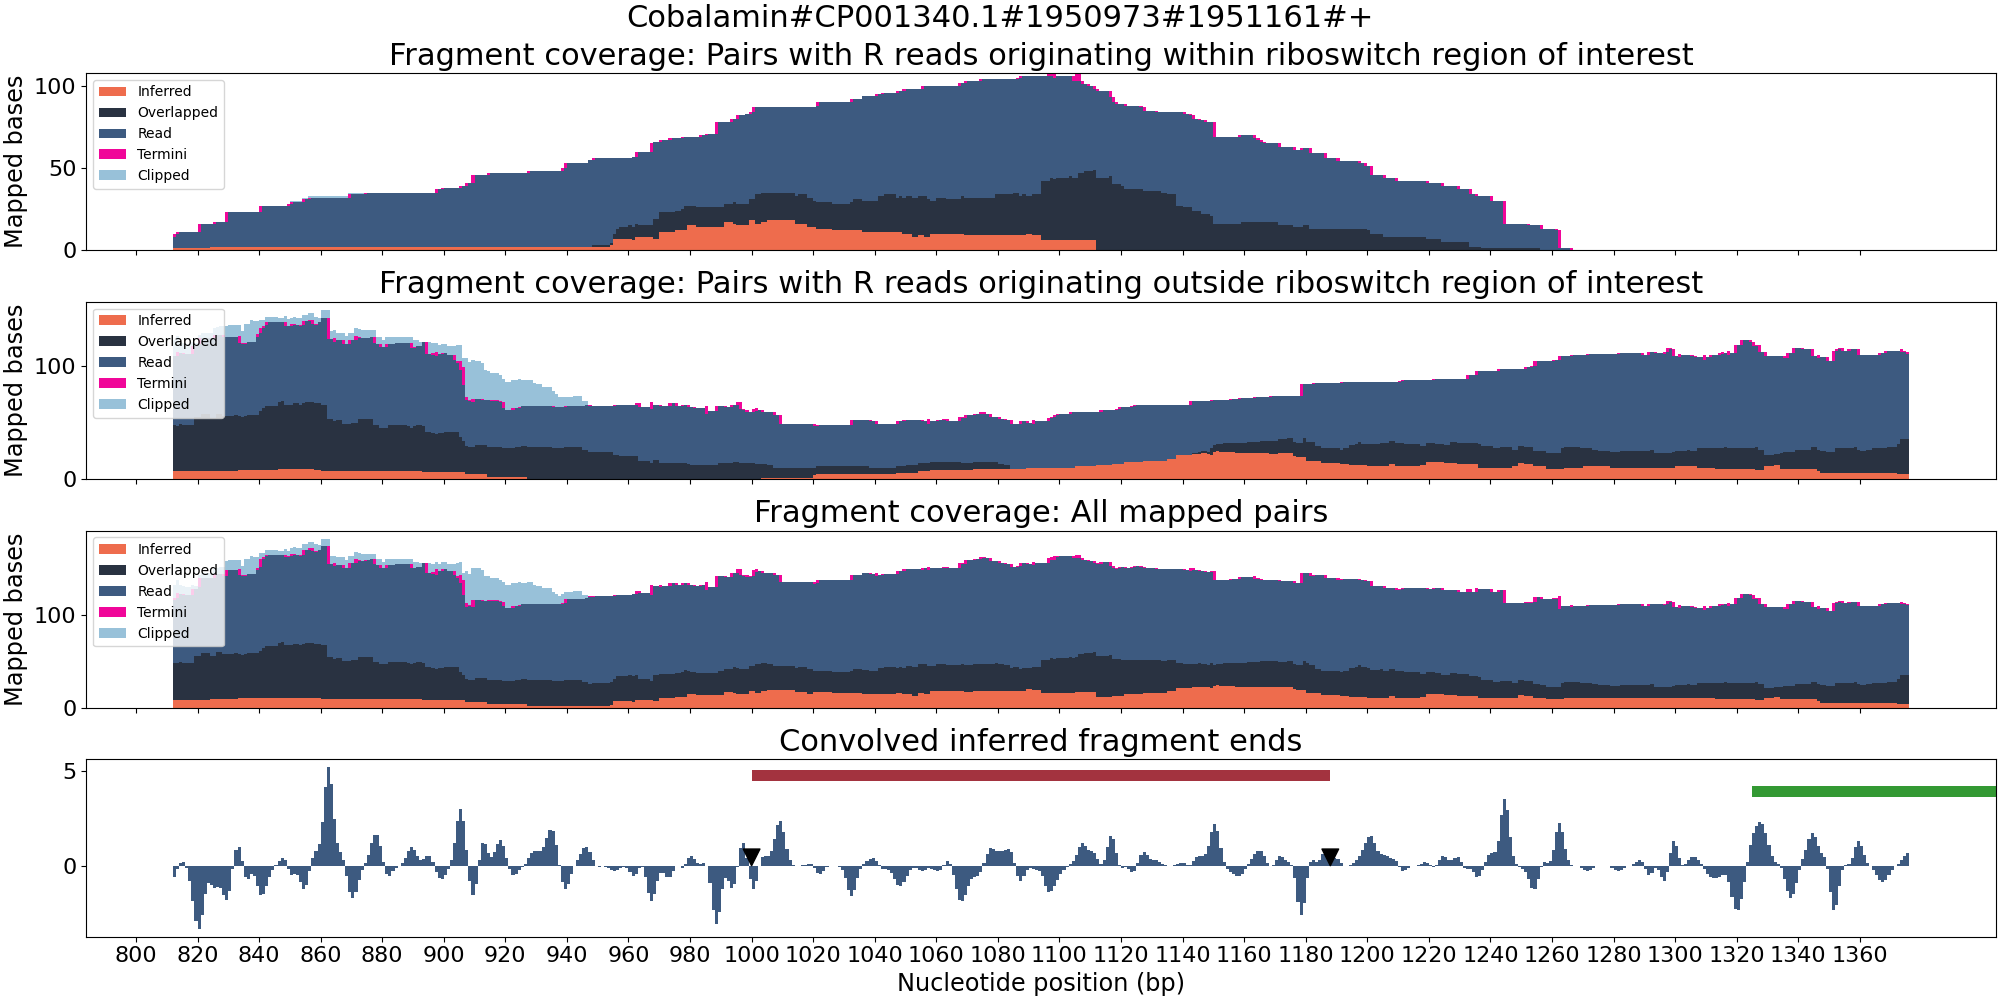 Cobalamin#CP001340.1#1950973#1951161#+
Fragment coverage: Pairs with R reads originating within riboswitch region of interest
Mapped bases
100
50
0
Inferred
Overlapped
Read
Termini
Clipped
Fragment coverage: Pairs with R reads originating outside riboswitch region of interest
Mapped bases
100
0
Inferred
Overlapped
Read
Termini
Clipped
Fragment coverage: All mapped pairs
Mapped bases
100
0
Inferred
Overlapped
Read
Termini
Clipped
Convolved inferred fragment ends
5
0
800 820 840 860 880 900 920 940 960 980 1000 1020 1040 1060 1080 1100 1120 1140 1160 1180 1200 1220 1240 1260 1280 1300 1320 1340 1360
Nucleotide position (bp)